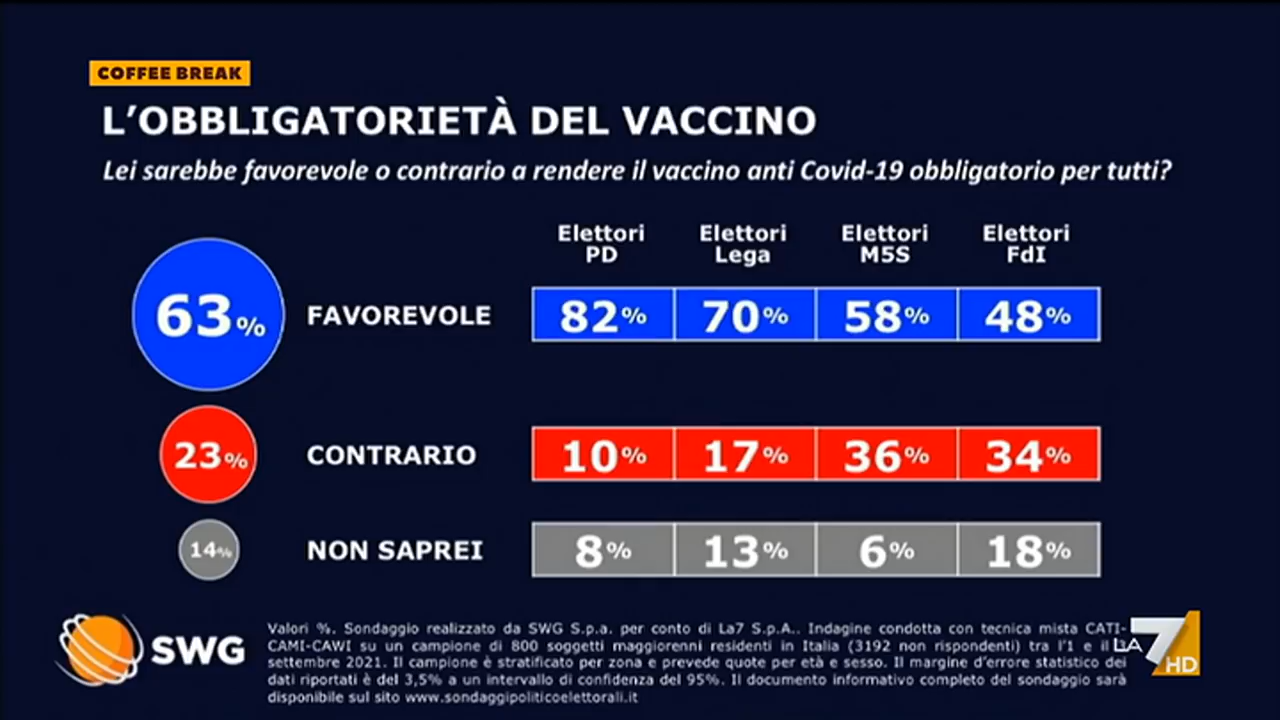 COFFEE BREAK
L'OBBLIGATORIETÀ DEL VACCINO
Lei sarebbe favorevole o contrario a rendere il vaccino anti Covid-19 obbligatorio per tutti?
Elettori PD
Elettori Lega
Elettori M5S
Elettori FdI
63% FAVOREVOLE 82% 70% 58% 48%
23% CONTRARIO 10% 17% 36% 34%
14% NON SAPREI 8% 13% 6% 18%
SWG
Valori %. Sondaggio realizzato da SWG S.p.a. per conto di La7 S.p.A.. Indagine condotta con tecnica mista CATI-
CAMI-CAWI su un campione di 800 soggetti maggiorenni residenti in Italia (3192 non rispondenti) tra l'1 e il
settembre 2021. Il campione è stratificato per zona e prevede quote per età e sesso. Il margine d'errore statistico dei
dati riportati è del 3,5% a un intervallo di confidenza del 95%. Il documento informativo completo del sondaggio sarà
disponibile sul sito www.sondaggipoliticoelettorali.it
LA7 HD